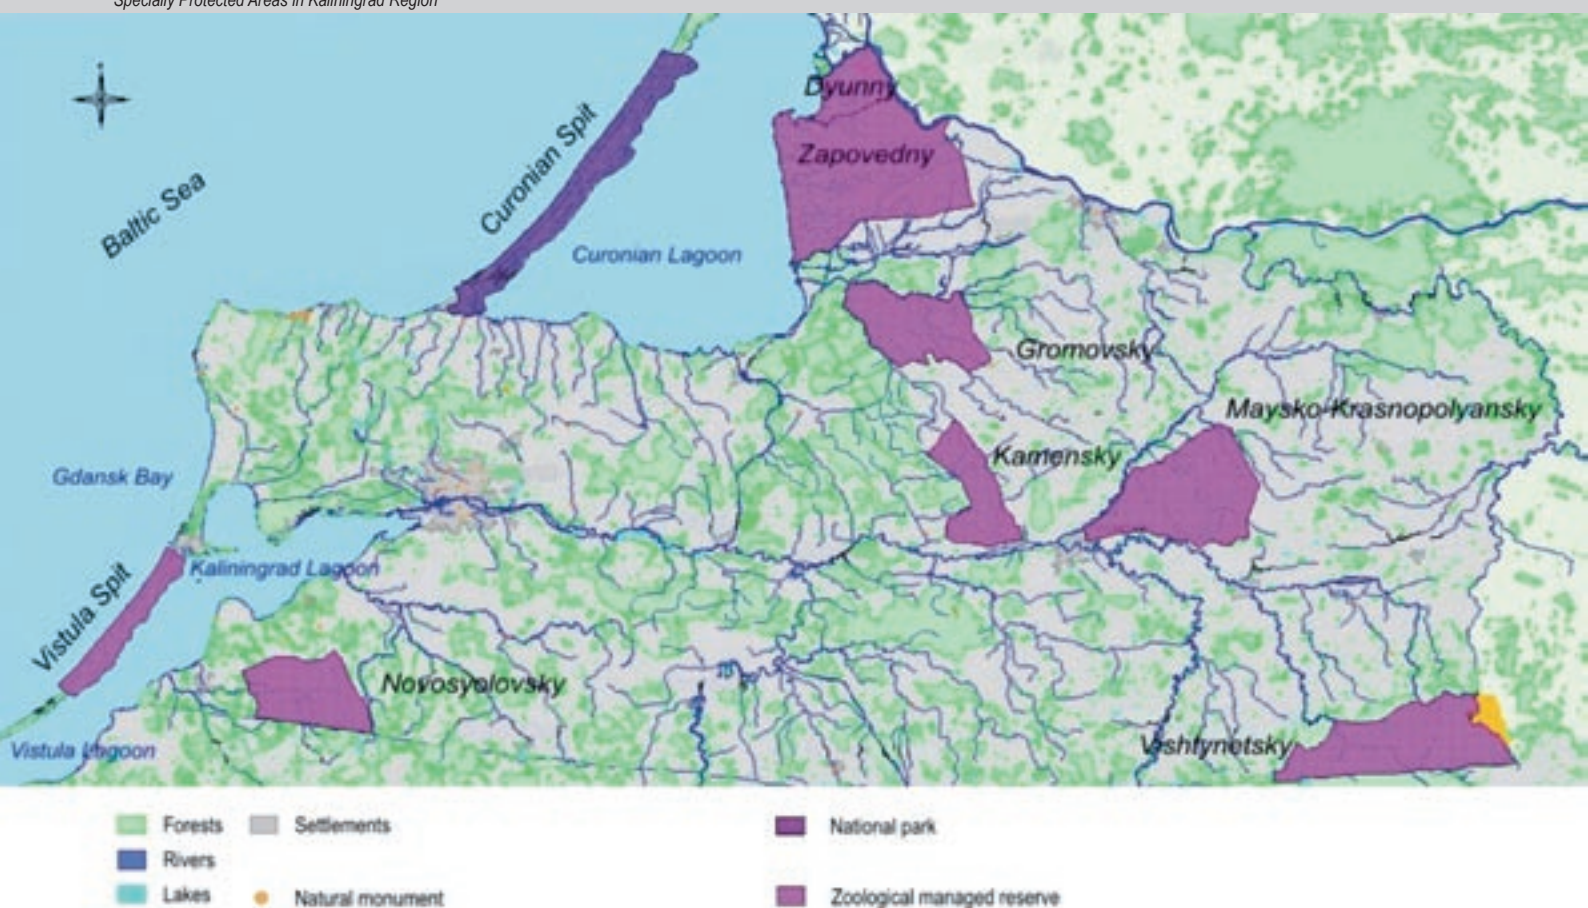 Specially Protected Areas in Kaliningrad Region
Dyunny
Curonian Spit
Zapovedny
Baltic Sea
Curonian Lagoon
Gromovsky
Maysko-Krasnopolyansky
Kamensky
Gdansk Bay
Kaliningrad Lagoon
Vistula Spit
Novosyolovsky
Vistula Lagoon
Vishtynetsky
Forests
Settlements
National park
Rivers
Lakes
Natural monument
Zoological managed reserve